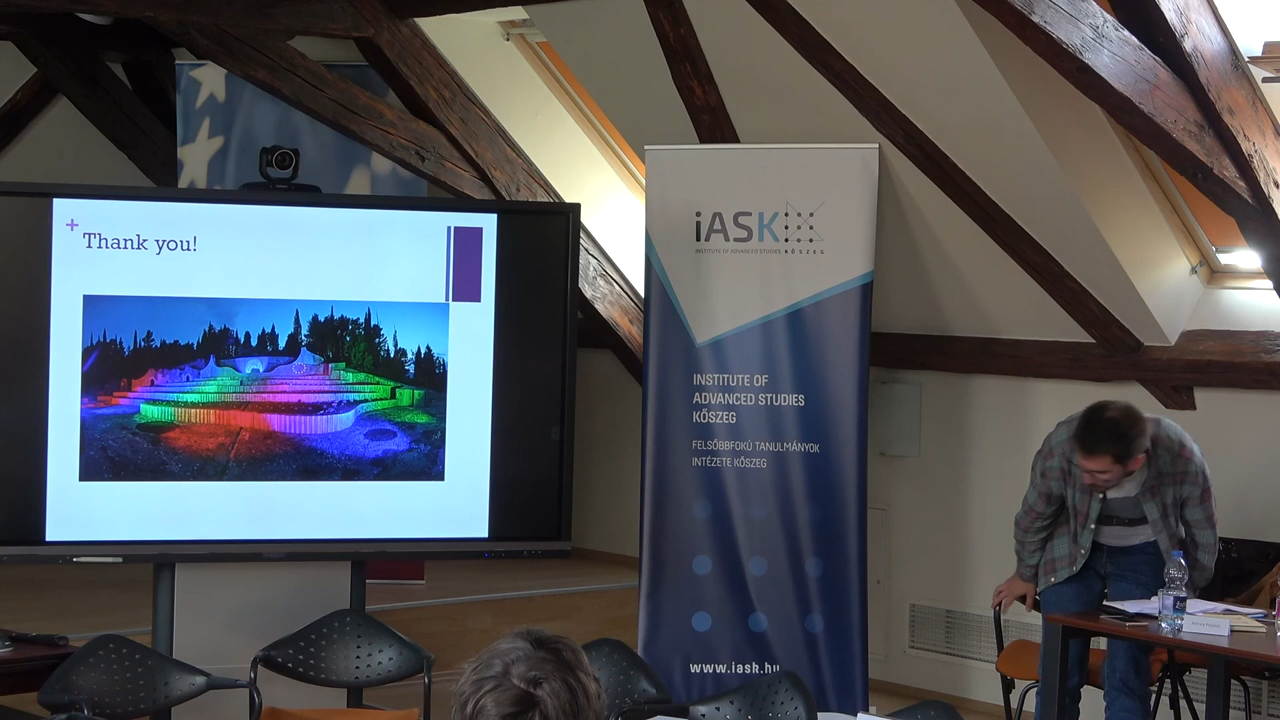 +
Thank you!
iASK
INSTITUTE OF ADVANCED STUDIES KŐSZEG
INSTITUTE OF
ADVANCED STUDIES
KŐSZEG
FELSŐBBFOKÚ TANULMÁNYOK
INTÉZETE KŐSZEG
www.iask.hu